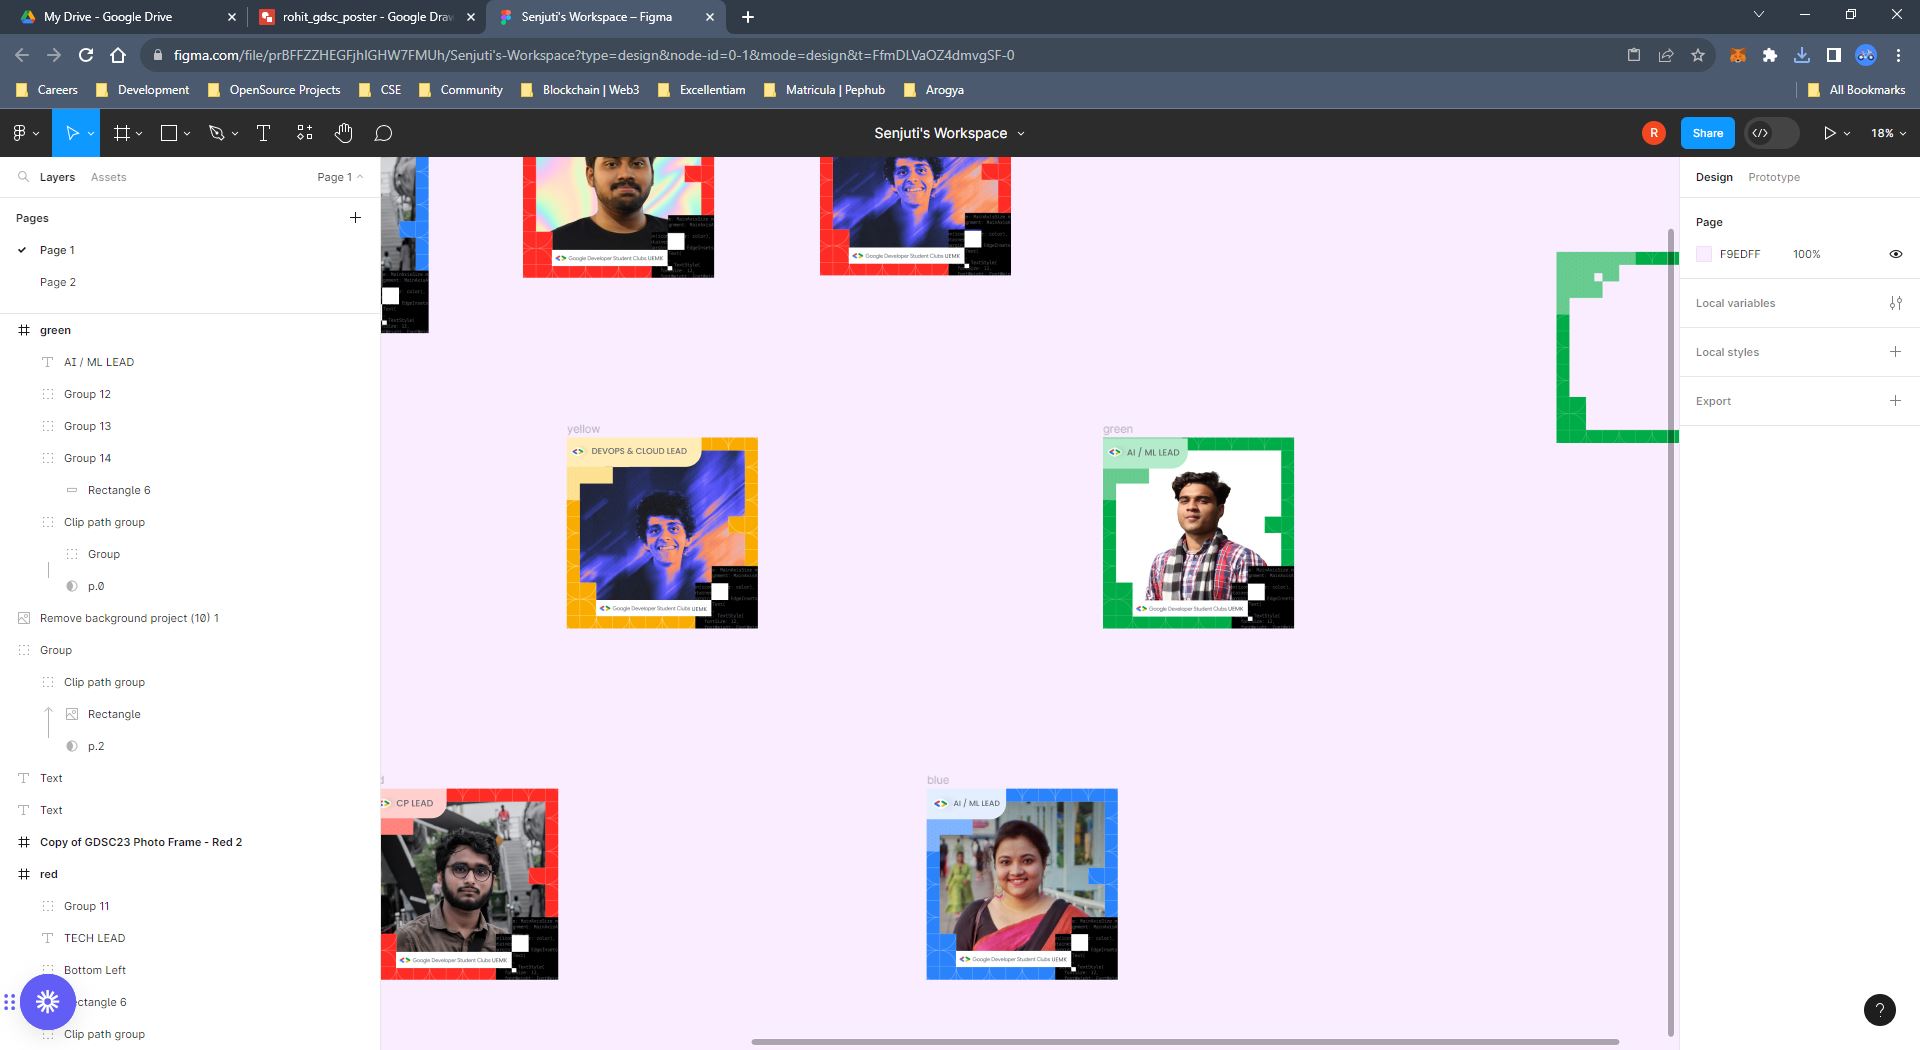 My Drive - Google Drive
rohit_gdsc_poster - Google Draw
Senjuti's Workspace – Figma
figma.com/file/prBFFZZHEGFjhlGHW7FMUh/Senjuti's-Workspace?type=design&node-id=0-1&mode=design&t=FfmDLVaOZ4dmvgSF-0
Careers
Development
OpenSource Projects
CSE
Community
Blockchain | Web3
Excellentiam
Matricula | Pephub
Arogya
All Bookmarks
Senjuti's Workspace
R
Share
18%
Layers
Assets
Page 1
Pages
Page 1
Page 2
green
AI / ML LEAD
Group 12
Group 13
Group 14
Rectangle 6
Clip path group
Group
p.0
Remove background project (10) 1
Group
Clip path group
Rectangle
p.2
Text
Text
Copy of GDSC23 Photo Frame - Red 2
red
Group 11
TECH LEAD
Bottom Left
ctangle 6
Clip path group
Google Developer Student Clubs UEMK
Google Developer Student Clubs UEMK
yellow
DEVOPS & CLOUD LEAD
Google Developer Student Clubs UEMK
green
AI / ML LEAD
Google Developer Student Clubs UEMK
d
CP LEAD
Google Developer Student Clubs UEMK
blue
AI / ML LEAD
Google Developer Student Clubs UEMK
Design
Prototype
Page
F9EDFF
100%
Local variables
Local styles
Export
?